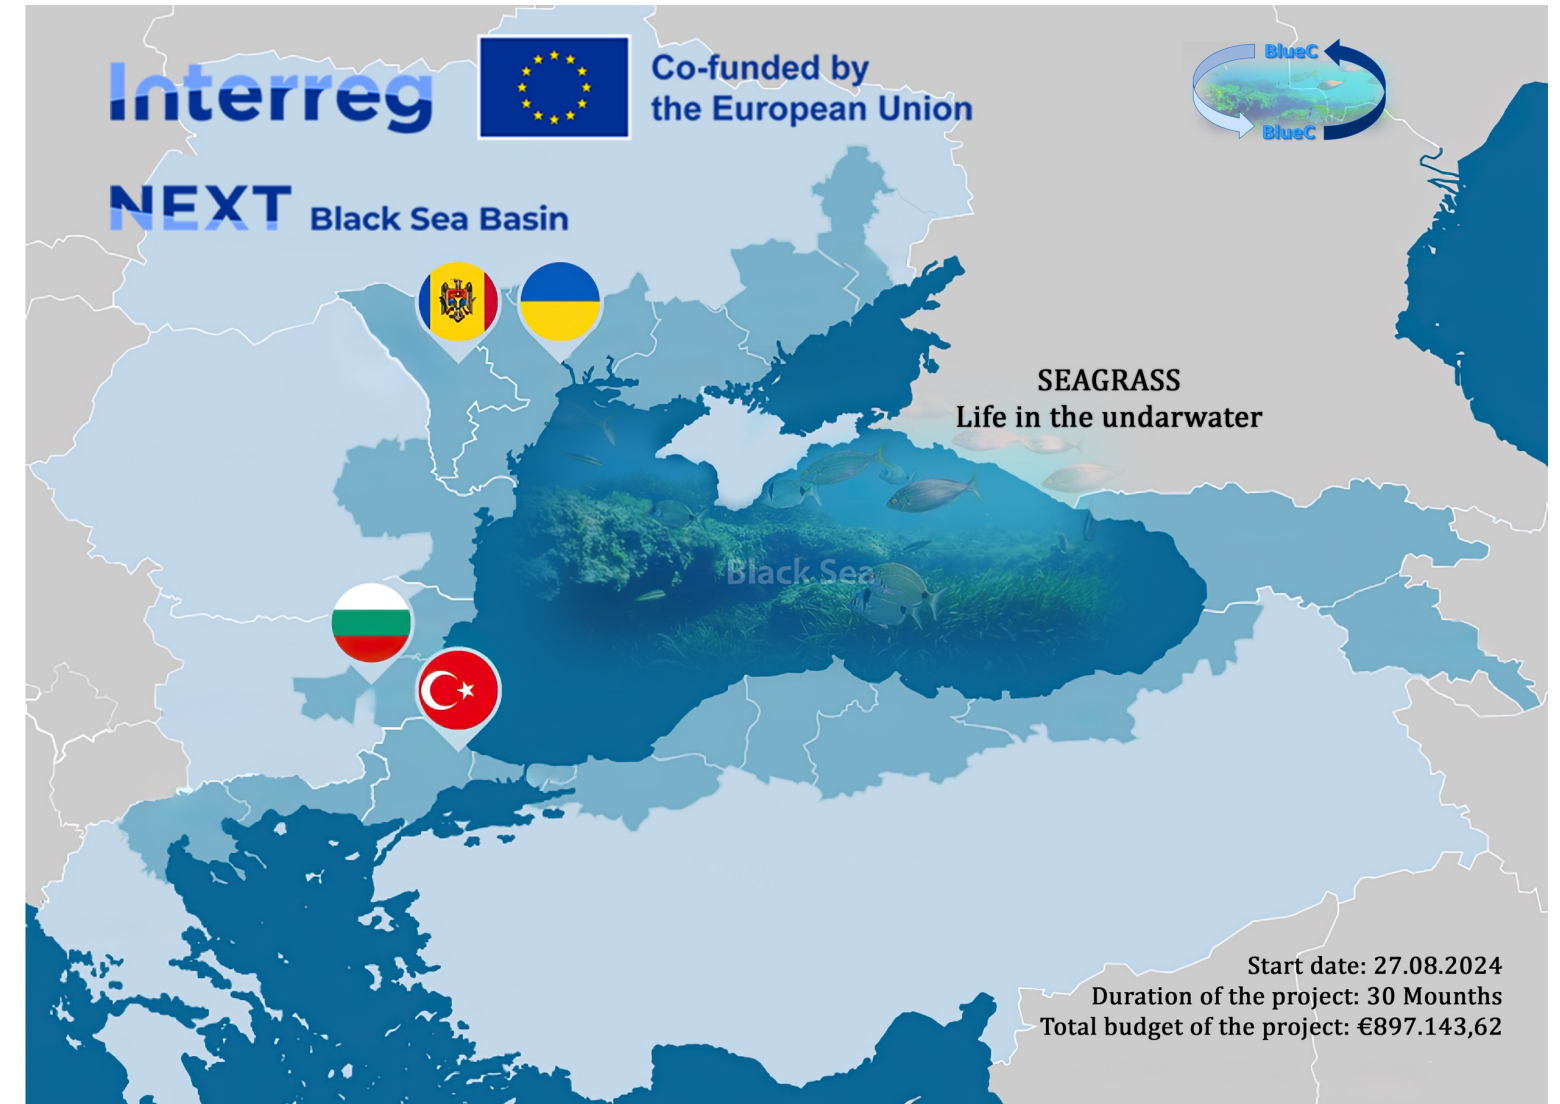 Interreg
Co-funded by
the European Union
NEXT Black Sea Basin
BlueC
BlueC
SEAGRASS
Life in the undarwater
Black Sea
Start date: 27.08.2024
Duration of the project: 30 Mounths
Total budget of the project: €897.143,62